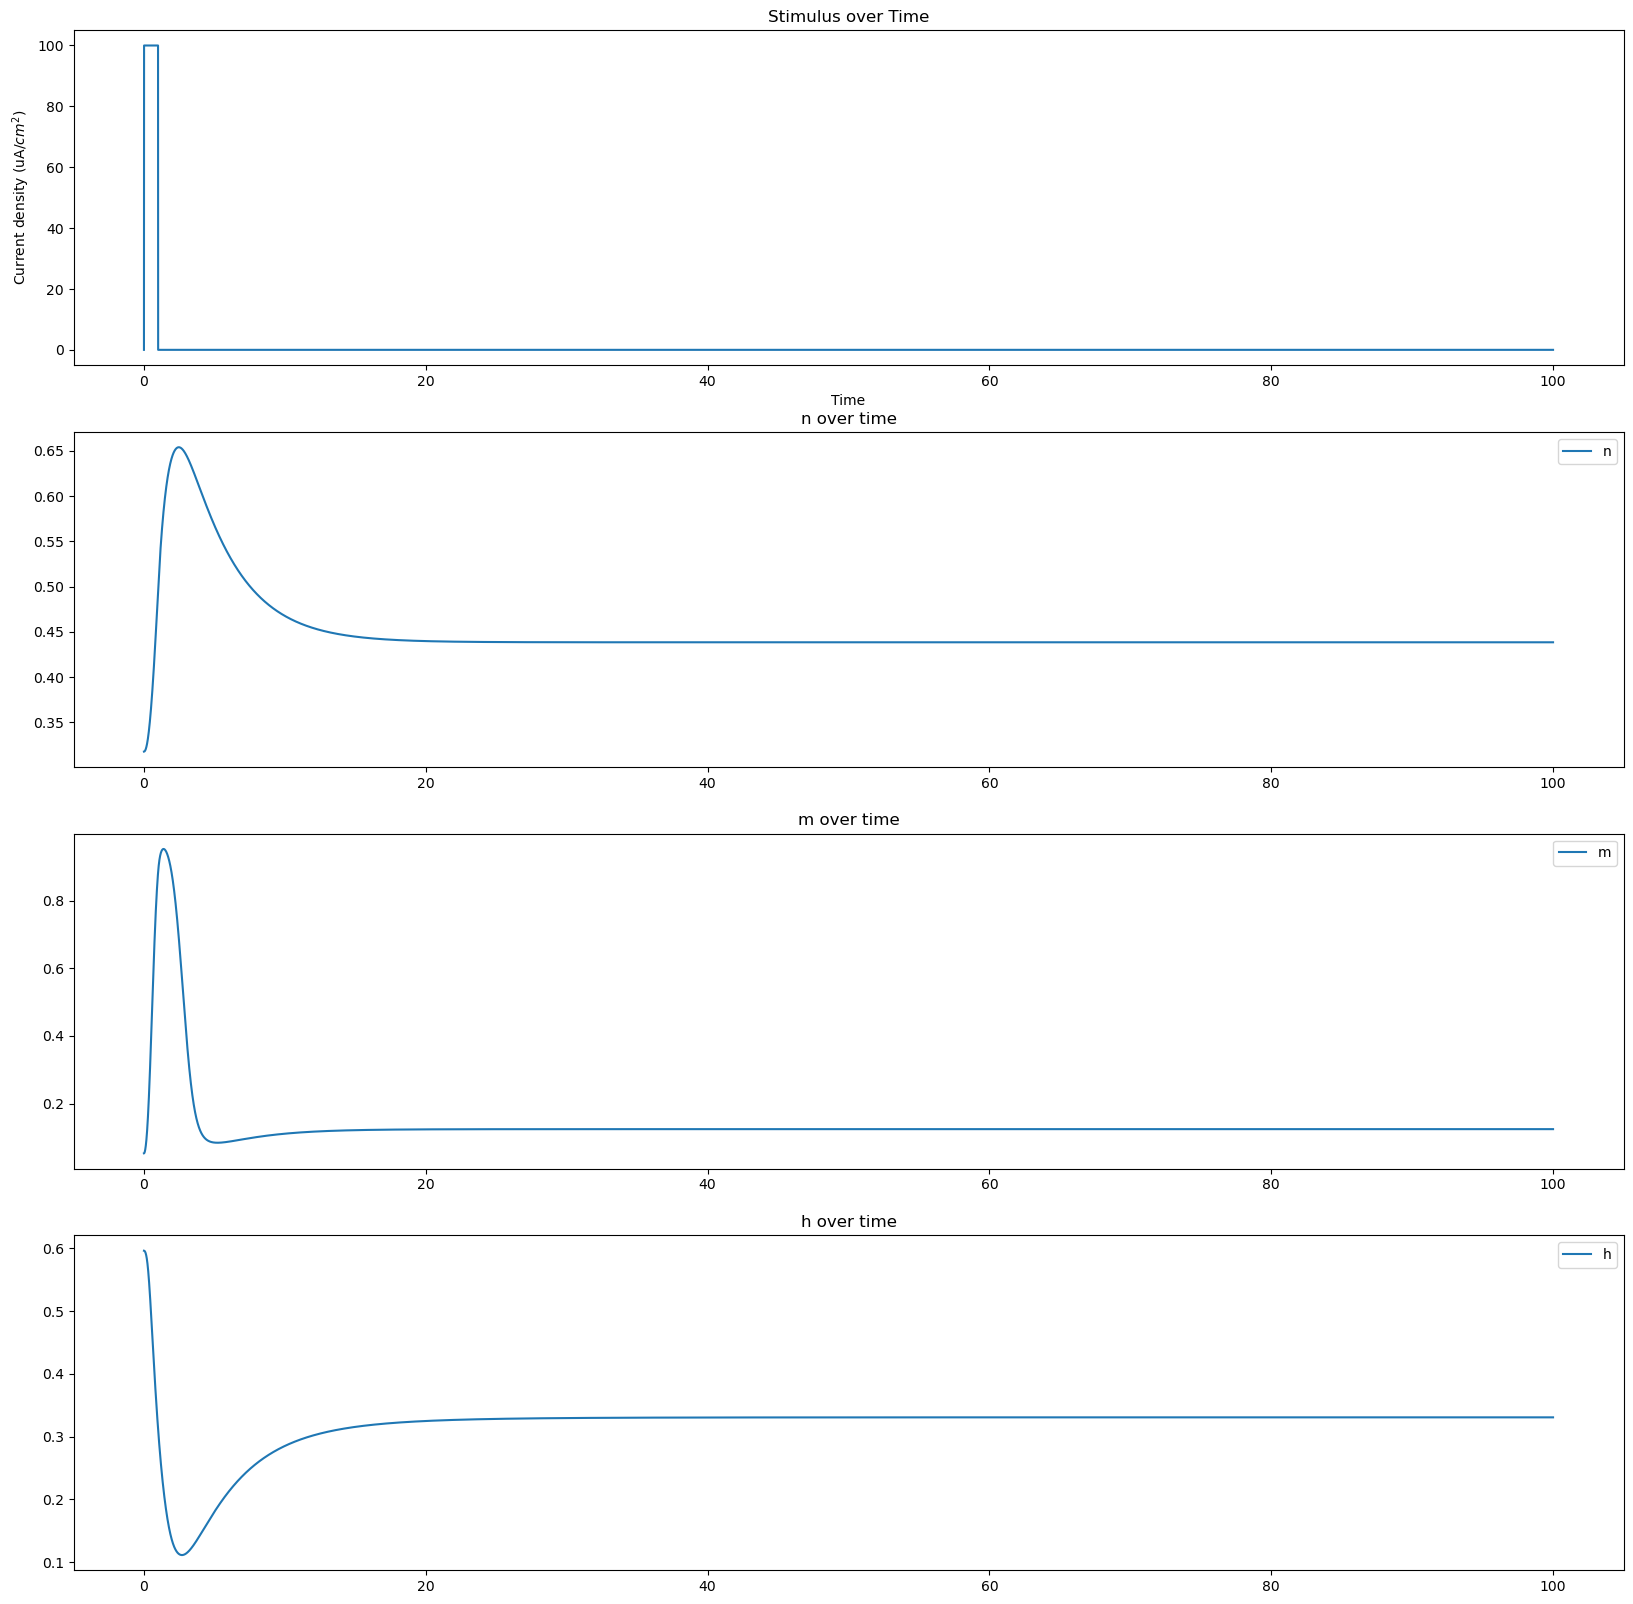 Stimulus over Time
Current density (uA/cm²)
100
80
60
40
20
0
0 20 40 60 80 100
Time
n over time
n
0.65
0.60
0.55
0.50
0.45
0.40
0.35
0 20 40 60 80 100
m over time
m
0.8
0.6
0.4
0.2
0 20 40 60 80 100
h over time
h
0.6
0.5
0.4
0.3
0.2
0.1
0 20 40 60 80 100